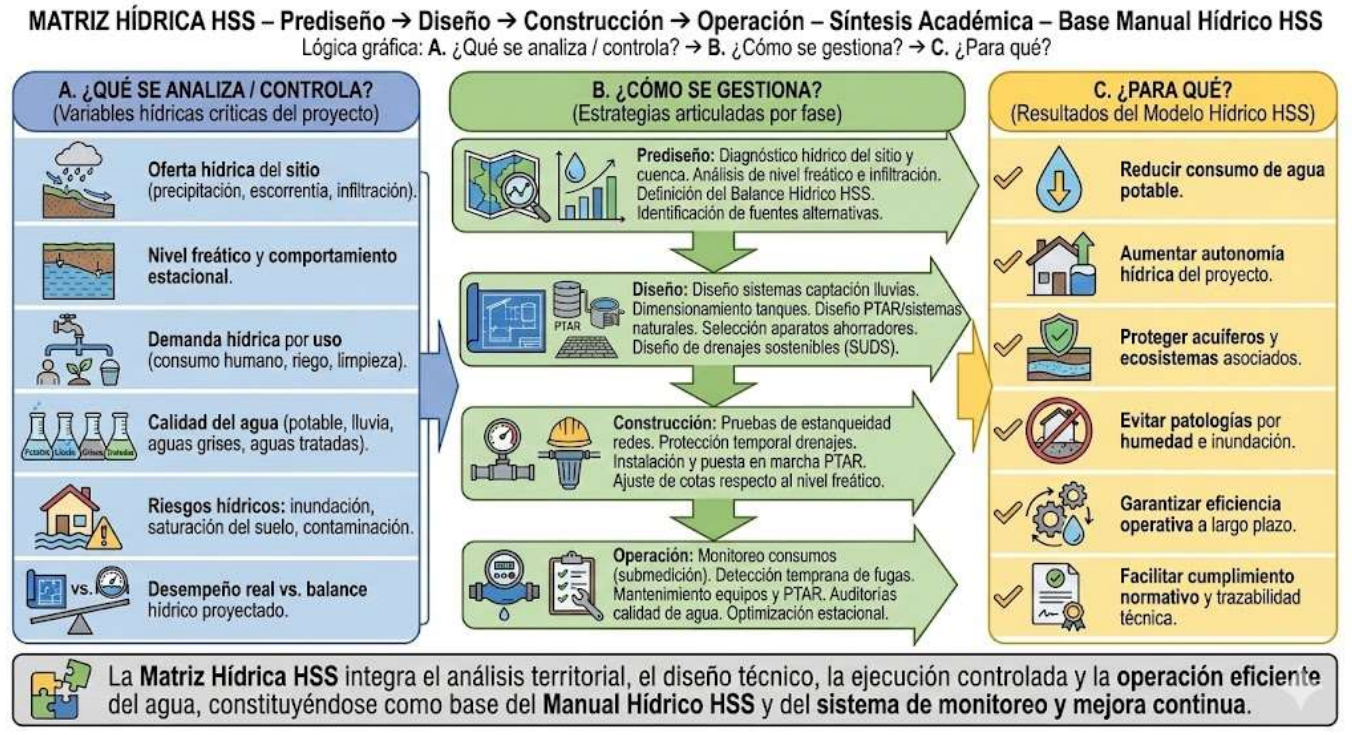 MATRIZ HÍDRICA HSS – Prediseño → Diseño → Construcción → Operación – Síntesis Académica – Base Manual Hídrico HSS
Lógica gráfica: A. ¿Qué se analiza / controla? → B. ¿Cómo se gestiona? → C. ¿Para qué?
A. ¿QUÉ SE ANALIZA / CONTROLA?
(Variables hídricas críticas del proyecto)
Oferta hídrica del sitio
(precipitación, escorrentía, infiltración).
Nivel freático y comportamiento
estacional.
Demanda hídrica por uso
(consumo humano, riego, limpieza).
Calidad del agua (potable, lluvia,
aguas grises, aguas tratadas).
Grises
Tratadas
Riesgos hídricos: inundación,
saturación del suelo, contaminación.
vs.
Desempeño real vs. balance
hídrico proyectado.
B. ¿CÓMO SE GESTIONA?
(Estrategias articuladas por fase)
Prediseño: Diagnóstico hídrico del sitio y
cuenca. Análisis de nivel freático e infiltración.
Definición del Balance Hídrico HSS.
Identificación de fuentes alternativas.
PTAR
Diseño: Diseño sistemas captación lluvias.
Dimensionamiento tanques. Diseño PTAR/sistemas
naturales. Selección aparatos ahorradores.
Diseño de drenajes sostenibles (SUDS).
Construcción: Pruebas de estanqueidad
redes. Protección temporal drenajes.
Instalación y puesta en marcha PTAR.
Ajuste de cotas respecto al nivel freático.
Operación: Monitoreo consumos
(submedición). Detección temprana de fugas.
Mantenimiento equipos y PTAR. Auditorías
calidad de agua. Optimización estacional.
C. ¿PARA QUÉ?
(Resultados del Modelo Hídrico HSS)
Reducir consumo de agua
potable.
Aumentar autonomía
hídrica del proyecto.
Proteger acuíferos y
ecosistemas asociados.
Evitar patologías por
humedad e inundación.
Garantizar eficiencia
operativa a largo plazo.
Facilitar cumplimiento
normativo y trazabilidad
técnica.
La Matriz Hídrica HSS integra el análisis territorial, el diseño técnico, la ejecución controlada y la operación eficiente
del agua, constituyéndose como base del Manual Hídrico HSS y del sistema de monitoreo y mejora continua.